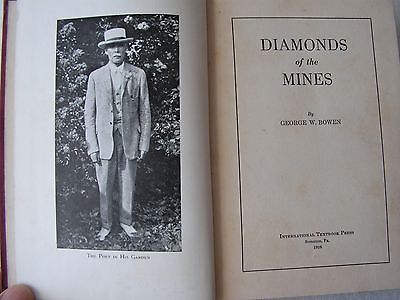 THE POET IN HIS GARDEN
DIAMONDS
of the
MINES
By
GEORGE W. BOWEN
INTERNATIONAL TEXTBOOK PRESS
Scranton, Pa.